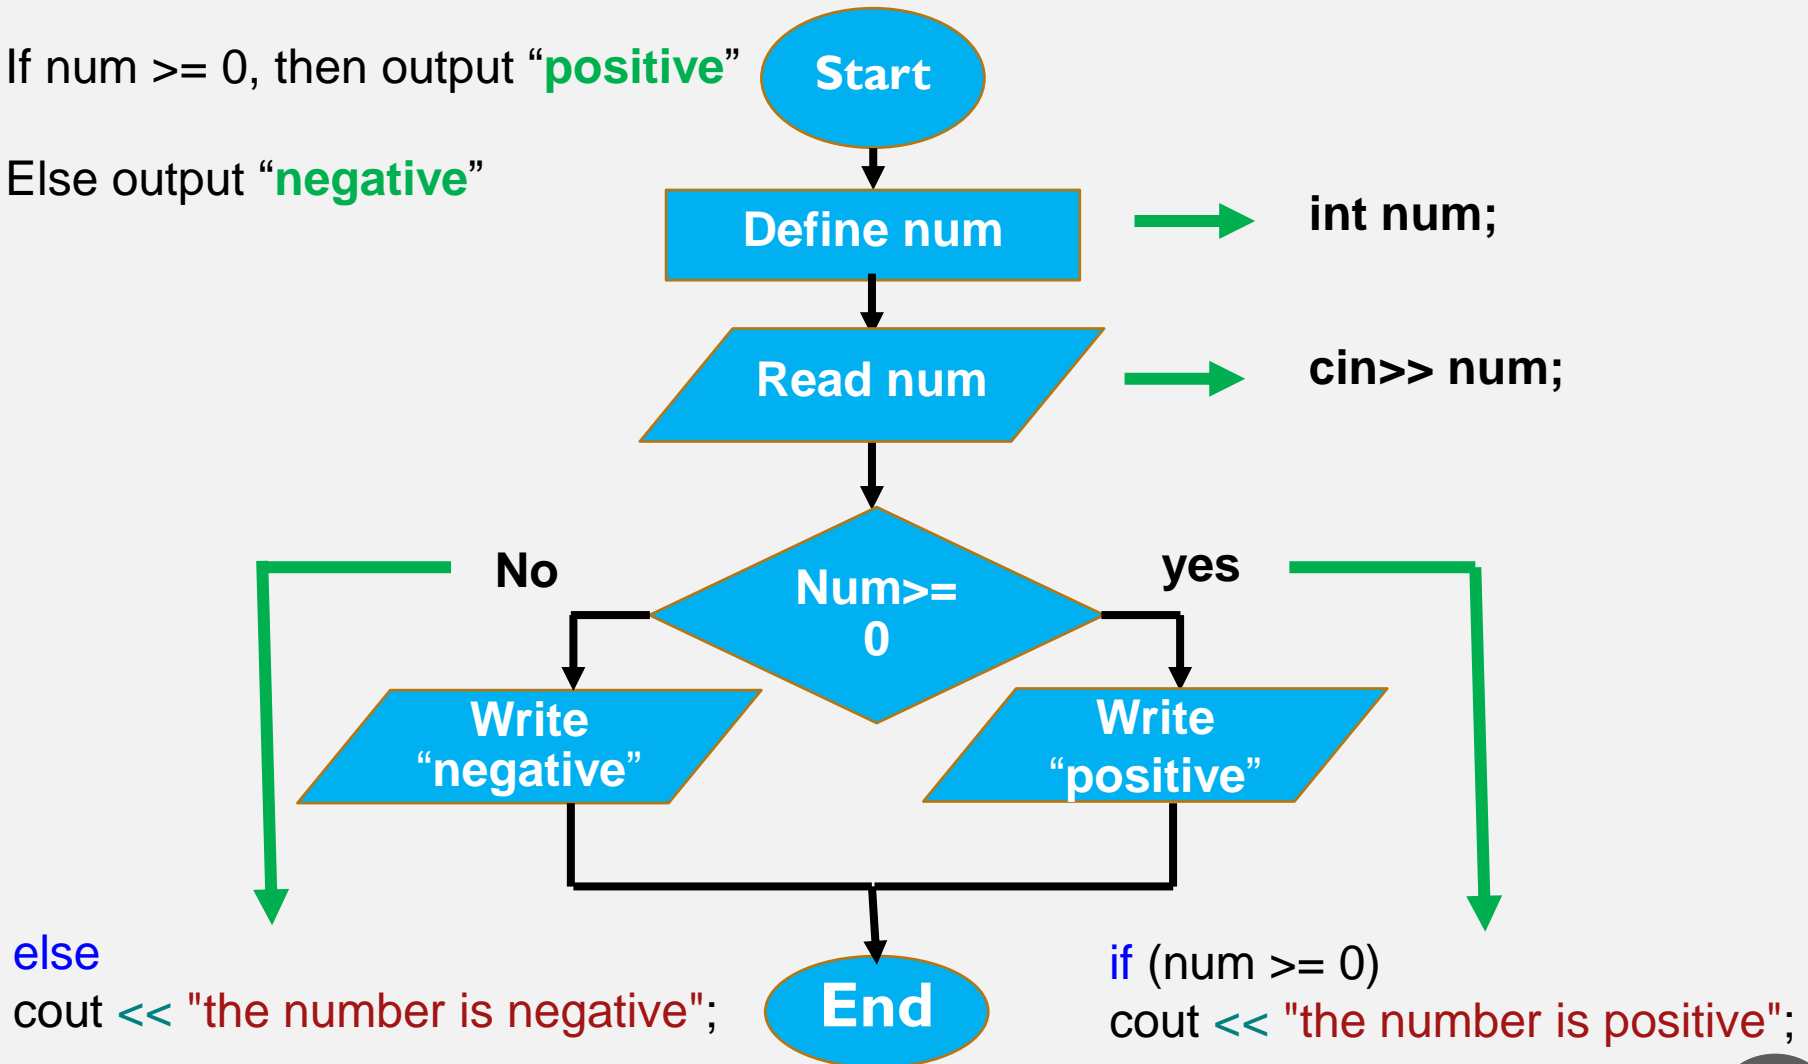 If num >= 0, then output “positive”
Else output “negative”
Start
Define num
int num;
Read num
cin>> num;
No
Num>=
0
yes
Write
“negative”
Write
“positive”
else
cout << "the number is negative";
End
if (num >= 0)
cout << "the number is positive";